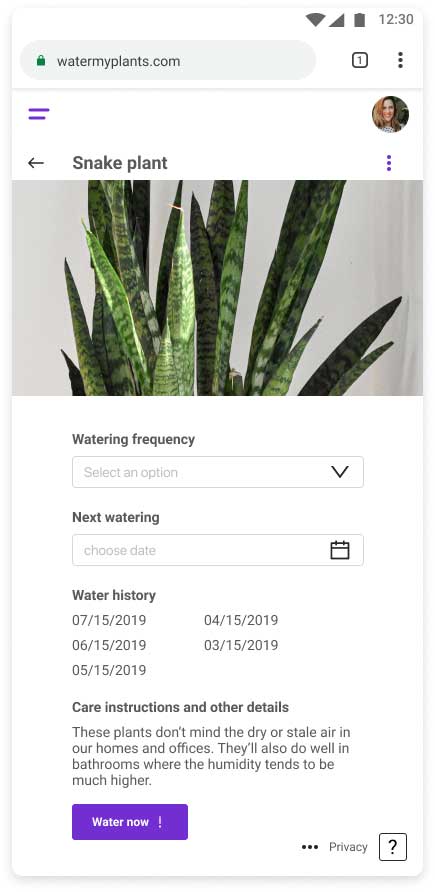 12:30
watermyplants.com
1
Snake plant
Watering frequency
Select an option
Next watering
choose date
Water history
07/15/2019 04/15/2019
06/15/2019 03/15/2019
05/15/2019
Care instructions and other details
These plants don’t mind the dry or stale air in
our homes and offices. They’ll also do well in
bathrooms where the humidity tends to be
much higher.
Water now !
••• Privacy ?